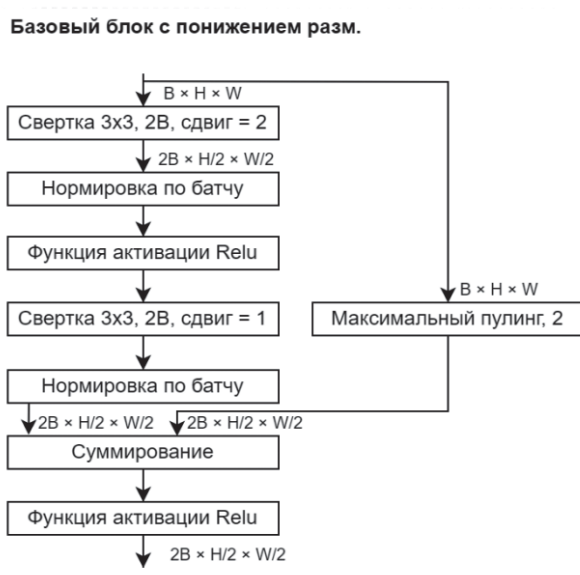 Базовый блок с понижением разм.
B × H × W
Свертка 3x3, 2B, сдвиг = 2
2B × H/2 × W/2
Нормировка по батчу
Функция активации Relu
B × H × W
Свертка 3x3, 2B, сдвиг = 1
Максимальный пулинг, 2
Нормировка по батчу
2B × H/2 × W/2
2B × H/2 × W/2
Суммирование
Функция активации Relu
2B × H/2 × W/2